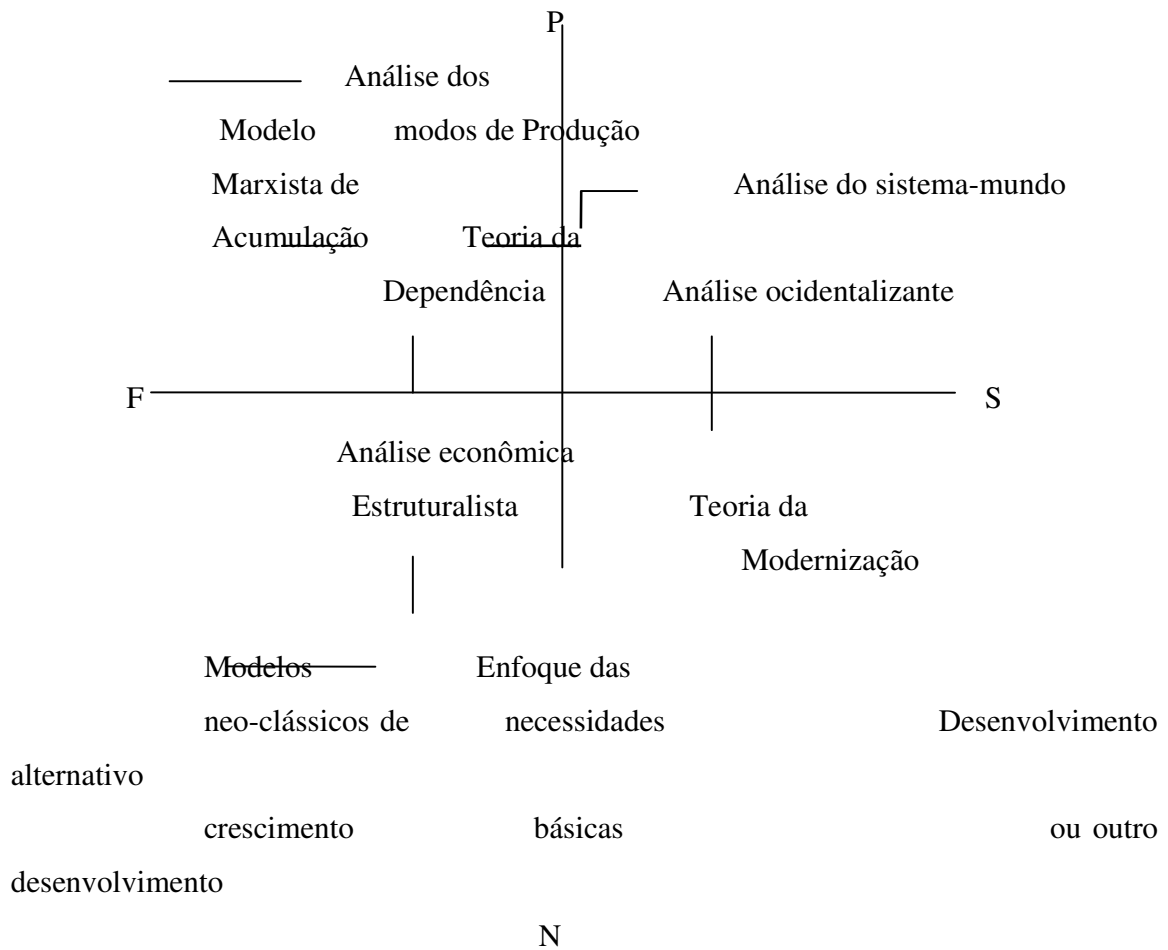 P
Análise dos
Modelo modos de Produção
Marxista de Análise do sistema-mundo
Acumulação Teoria da
Dependência Análise ocidentalizante
F S
Análise econômica
Estruturalista Teoria da
Modernização
Modelos Enfoque das
neo-clássicos de necessidades Desenvolvimento
alternativo
crescimento básicas ou outro
desenvolvimento
N